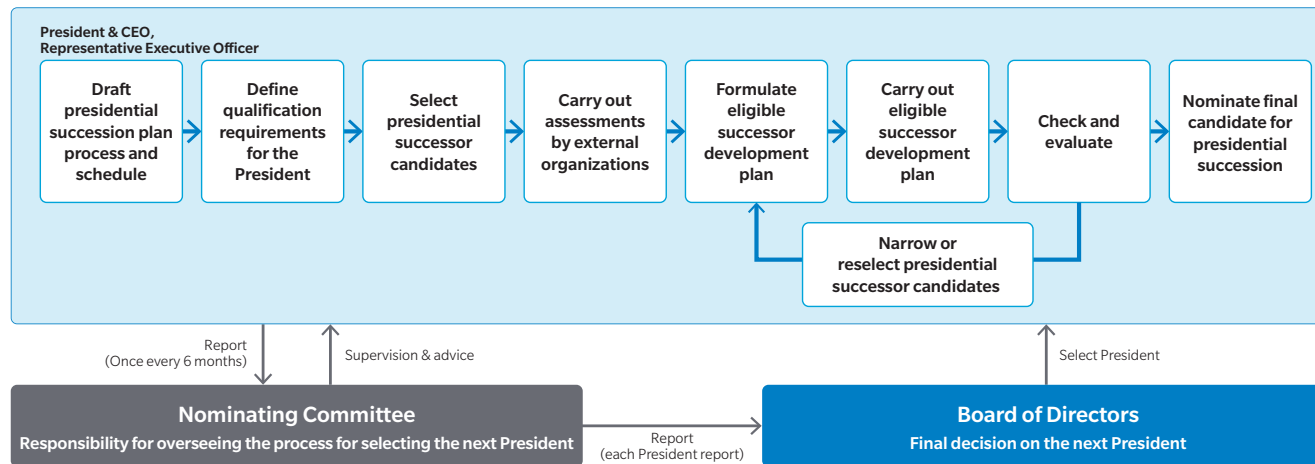 President & CEO,
Representative Executive Officer
Draft
presidential
succession plan
process and
schedule
Define
qualification
requirements
for the
President
Select
presidential
successor
candidates
Carry out
assessments
by external
organizations
Formulate
eligible
successor
development
plan
Carry out
eligible
successor
development
plan
Check and
evaluate
Nominate final
candidate for
presidential
succession
Narrow or
reselect presidential
successor candidates
Report
(Once every 6 months)
Supervision & advice
Select President
Nominating Committee
Responsibility for overseeing the process for selecting the next President
Report
(each President report)
Board of Directors
Final decision on the next President